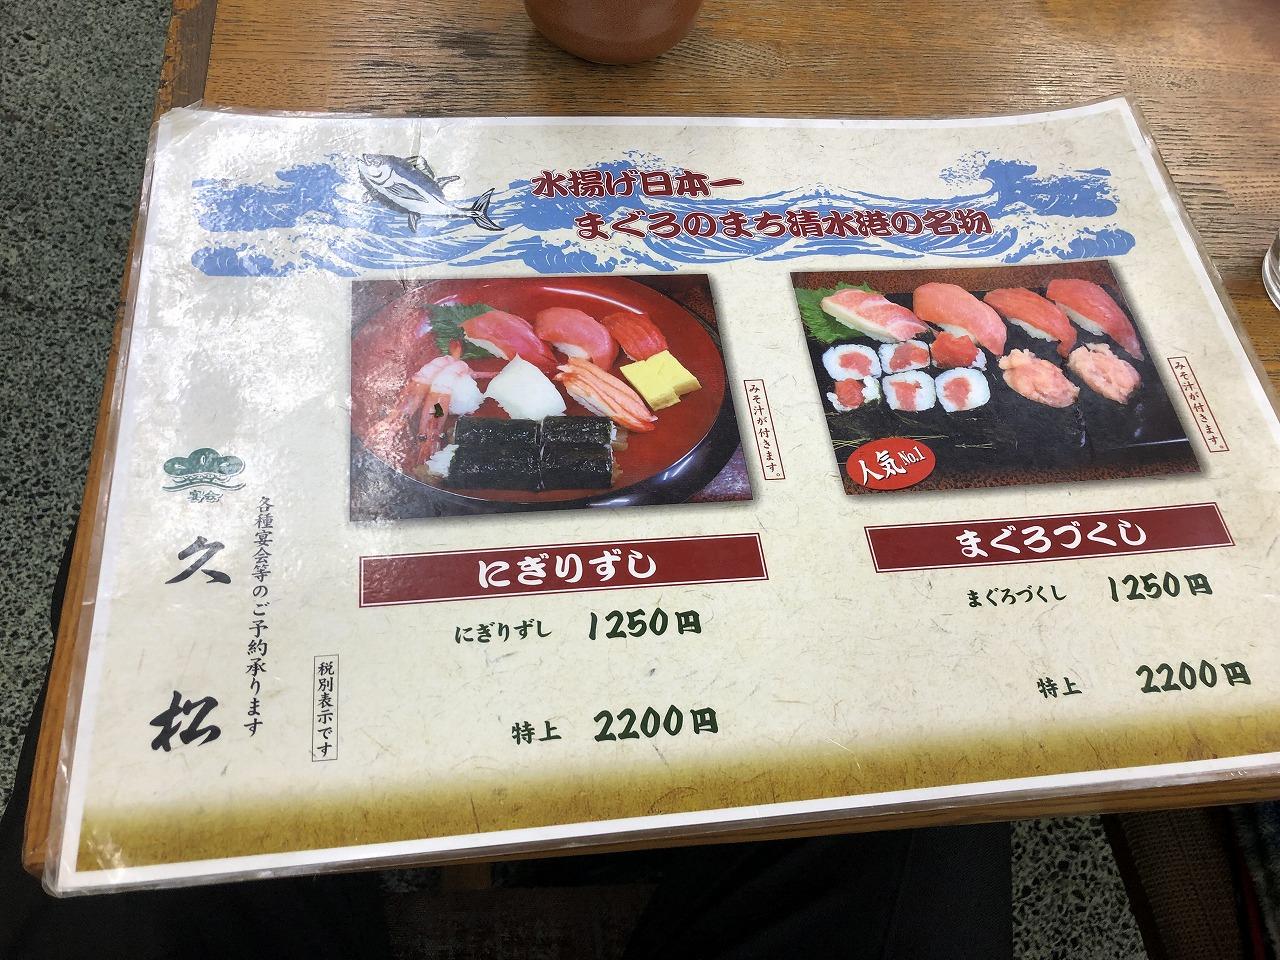 水揚げ日本一
まぐろのまち清水港の名物
みそ汁が付きます。
みそ汁が付きます。
人気No.1
にぎりずし
にぎりずし 1250円
特上 2200円
まぐろづくし
まぐろづくし 1250円
特上 2200円
税別表示です
各種宴会等のご予約承ります
宴会
久松